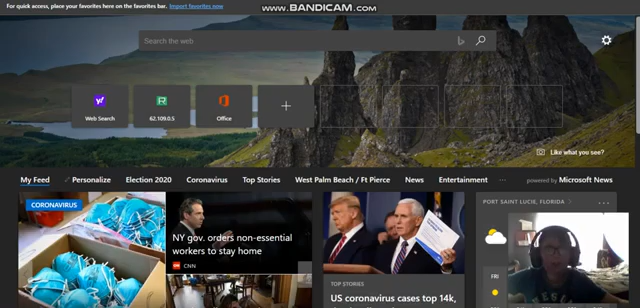 For quick access, place your favorites here on the favorites bar. Import favorites now
WWW.BANDICAM.COM
Search the web
Web Search
62.109.0.5
Office
Like what you see?
My Feed
Personalize
Election 2020
Coronavirus
Top Stories
West Palm Beach / Ft Pierce
News
Entertainment
...
powered by Microsoft News
CORONAVIRUS
NY gov. orders non-essential
workers to stay home
CNN
TOP STORIES
US coronavirus cases top 14k,
PORT SAINT LUCIE, FLORIDA
FRI